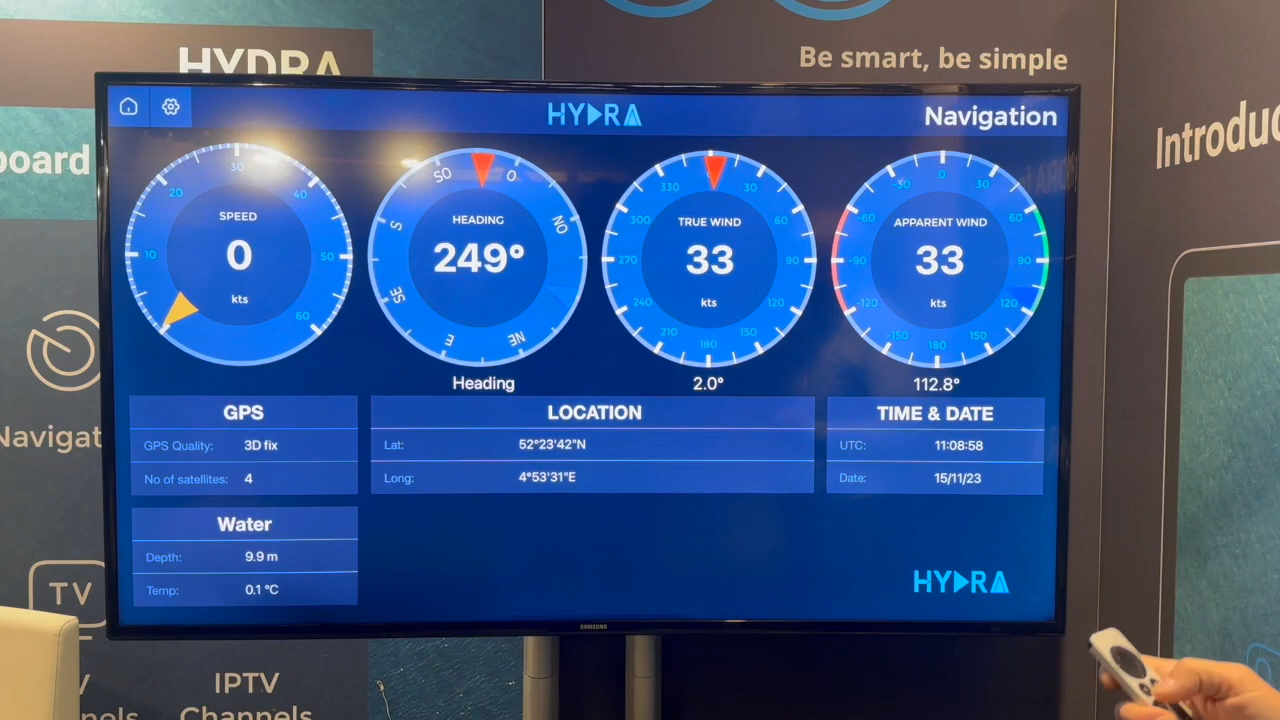 HYDRA
Be smart, be simple
board
Introduc
HYDRA
Navigation
30
20
40
10
50
60
SPEED
0
kts
SO
O
S
NO
SE
E
NE
HEADING
249°
Heading
330
30
300
60
270
90
240
120
210
150
180
TRUE WIND
33
kts
2.0°
0
-30
30
-60
60
-90
90
-120
120
-150
150
180
APPARENT WIND
33
kts
112.8°
GPS
GPS Quality: 3D fix
No of satellites: 4
LOCATION
Lat: 52°23'42"N
Long: 4°53'31"E
TIME & DATE
UTC: 11:08:58
Date: 15/11/23
Water
Depth: 9.9 m
Temp: 0.1 °C
HYDRA
SAMSUNG
Navigat
TV
IPTV
Channels